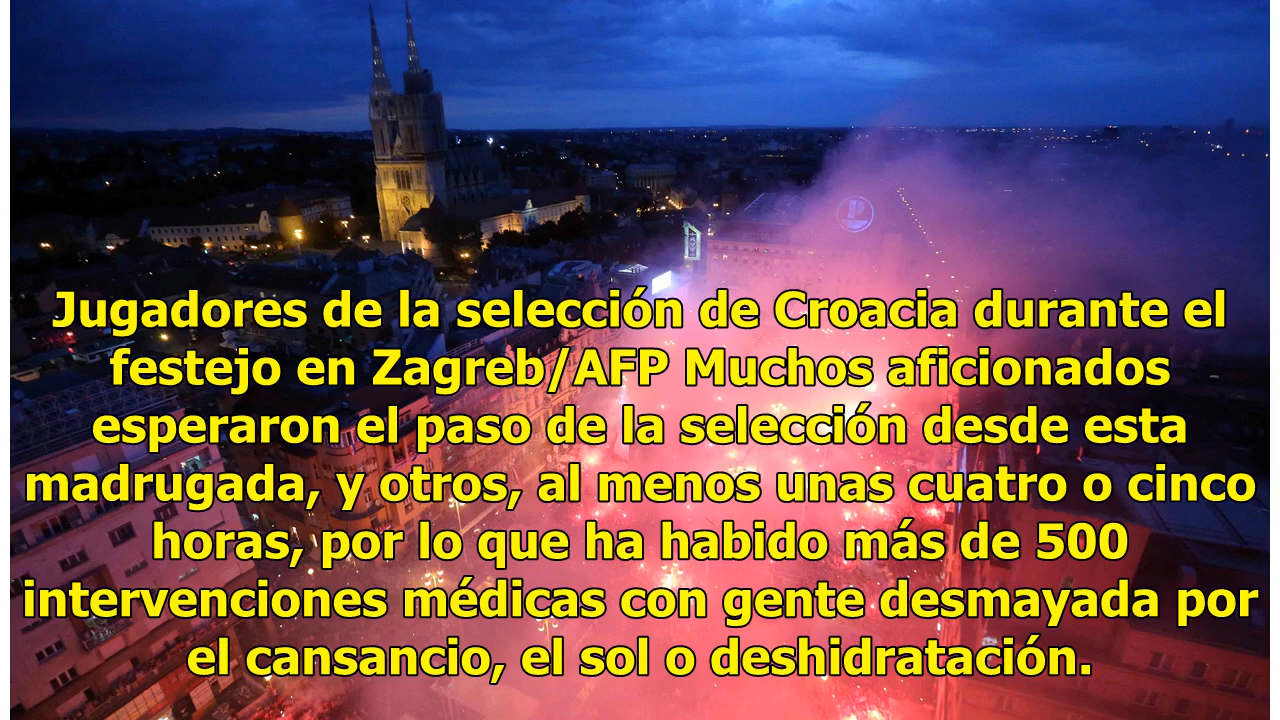 Jugadores de la selección de Croacia durante el
festejo en Zagreb/AFP Muchos aficionados
esperaron el paso de la selección desde esta
madrugada, y otros, al menos unas cuatro o cinco
horas, por lo que ha habido más de 500
intervenciones médicas con gente desmayada por
el cansancio, el sol o deshidratación.